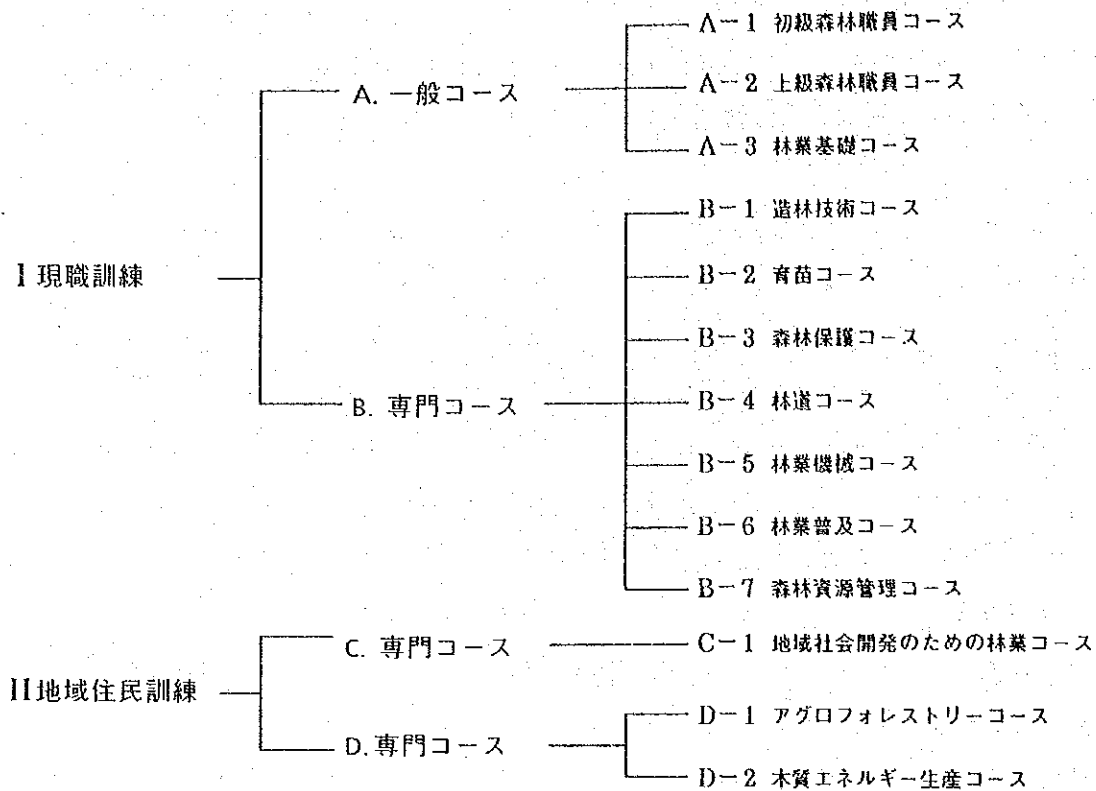 A-1 初級森林職員コース
A. 一般コース
A-2 上級森林職員コース
A-3 林業基礎コース
B-1 造林技術コース
I 現職訓練
B-2 育苗コース
B-3 森林保護コース
B. 専門コース
B-4 林道コース
B-5 林業機械コース
B-6 林業普及コース
B-7 森林資源管理コース
C. 専門コース
C-1 地域社会開発のための林業コース
II 地域住民訓練
D-1 アグロフォレストリーコース
D. 専門コース
D-2 木質エネルギー生産コース